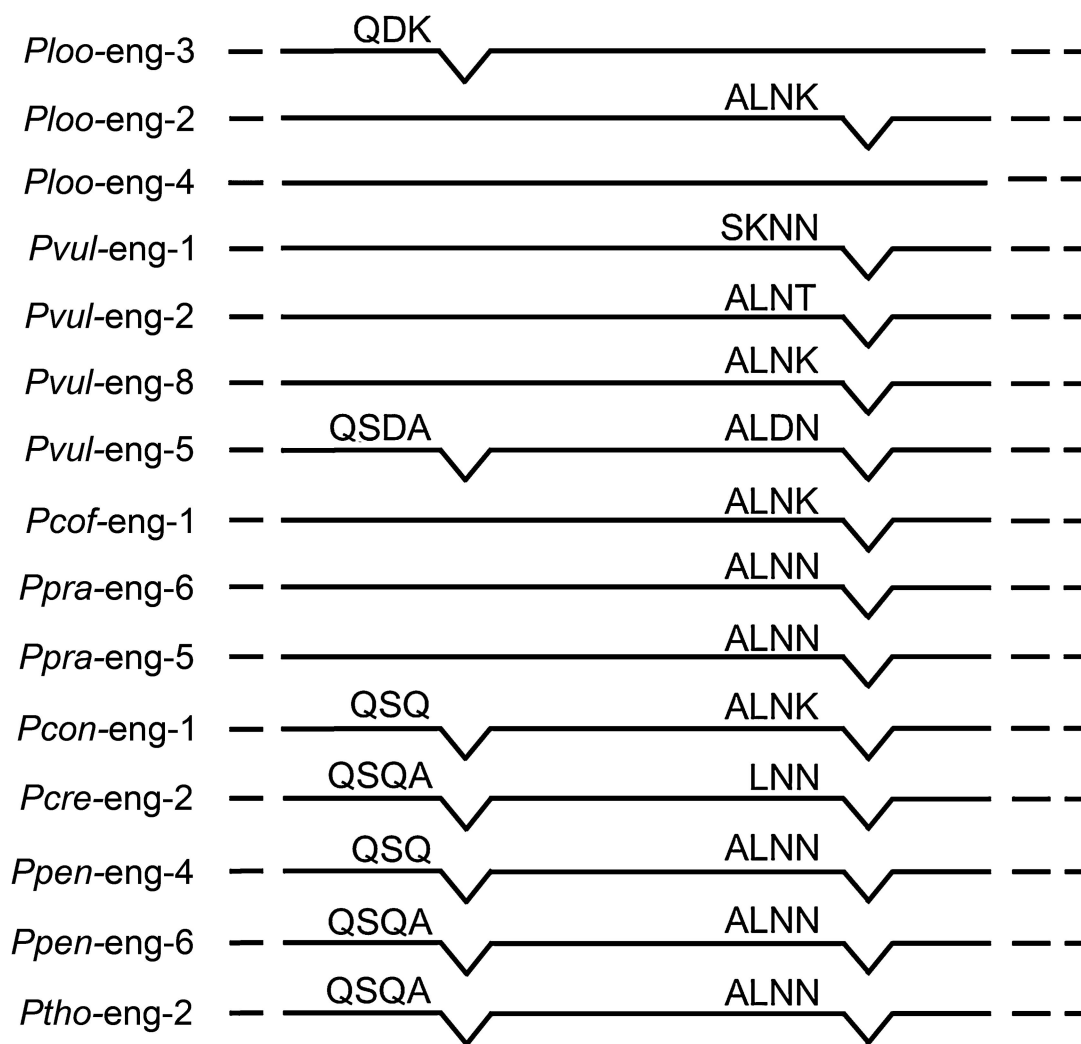 Ploo-eng-3 QDK
Ploo-eng-2 ALNK
Ploo-eng-4
Pvul-eng-1 SKNN
Pvul-eng-2 ALNT
Pvul-eng-8 ALNK
Pvul-eng-5 QSDA ALDN
Pcof-eng-1 ALNK
Ppra-eng-6 ALNN
Ppra-eng-5 ALNN
Pcon-eng-1 QSQ ALNK
Pcre-eng-2 QSQA LNN
Ppen-eng-4 QSQ ALNN
Ppen-eng-6 QSQA ALNN
Ptho-eng-2 QSQA ALNN